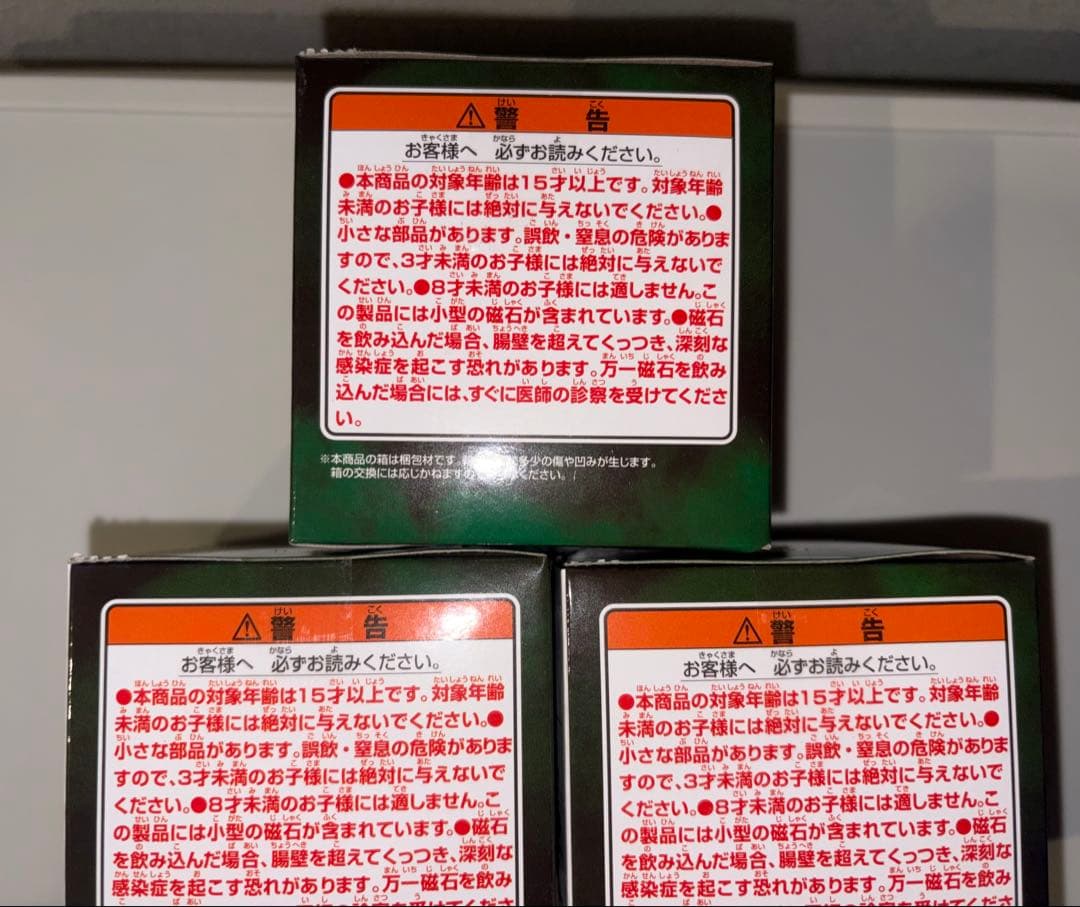 ⚠警告
お客様へ 必ずお読みください。
●本商品の対象年齢は15才以上です。対象年齢
未満のお子様には絶対に与えないでください。●
小さな部品があります。誤飲・窒息の危険がありま
すので、3才未満のお子様には絶対に与えないで
ください。●8才未満のお子様には適しません。こ
の製品には小型の磁石が含まれています。●磁石
を飲み込んだ場合、腸壁を超えてくっつき、深刻な
感染症を起こす恐れがあります。万一磁石を飲み
込んだ場合には、すぐに医師の診察を受けてくださ
い。
※本商品の箱は梱包材です。多少の傷や凹みが生じます。
箱の交換には応じかねますのください。
⚠警告
お客様へ 必ずお読みください。
●本商品の対象年齢は15才以上です。対象年齢
未満のお子様には絶対に与えないでください。●
小さな部品があります。誤飲・窒息の危険がありま
すので、3才未満のお子様には絶対に与えないで
ください。●8才未満のお子様には適しません。こ
の製品には小型の磁石が含まれています。●磁石
を飲み込んだ場合、腸壁を超えてくっつき、深刻な
感染症を起こす恐れがあります。万一磁石を飲み
⚠警告
お客様へ 必ずお読みください。
●本商品の対象年齢は15才以上です。対象年齢
未満のお子様には絶対に与えないでください。●
小さな部品があります。誤飲・窒息の危険がありま
すので、3才未満のお子様には絶対に与えないで
ください。●8才未満のお子様には適しません。こ
の製品には小型の磁石が含まれています。●磁石
を飲み込んだ場合、腸壁を超えてくっつき、深刻な
感染症を起こす恐れがあります。万一磁石を飲み